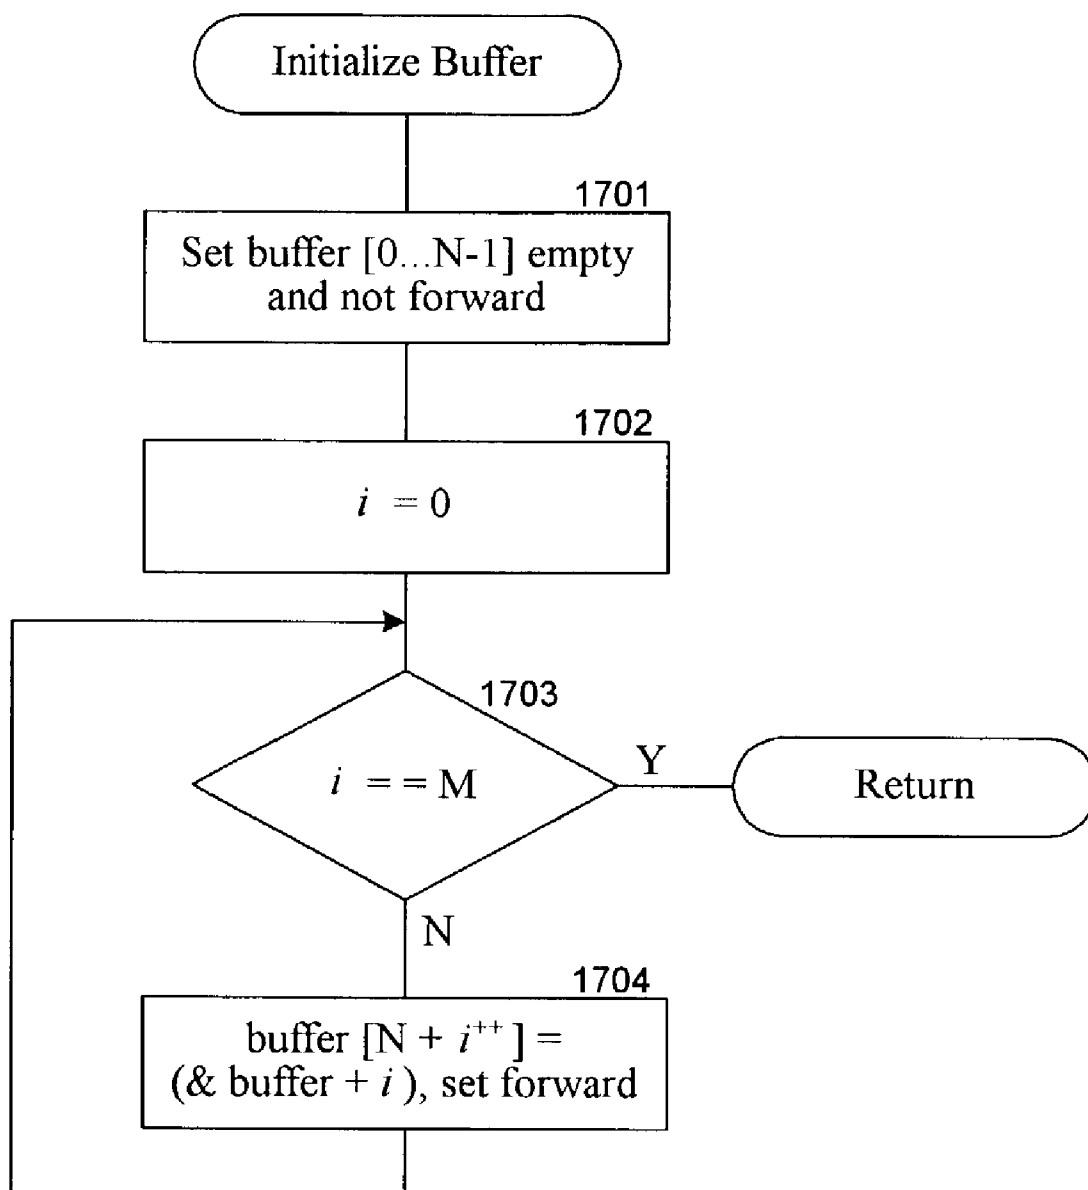 Initialize Buffer
1701
Set buffer [0...N-1] empty
and not forward
1702
i = 0
1703
i == M
Y
Return
N
1704
buffer [N + i++] =
(& buffer + i), set forward